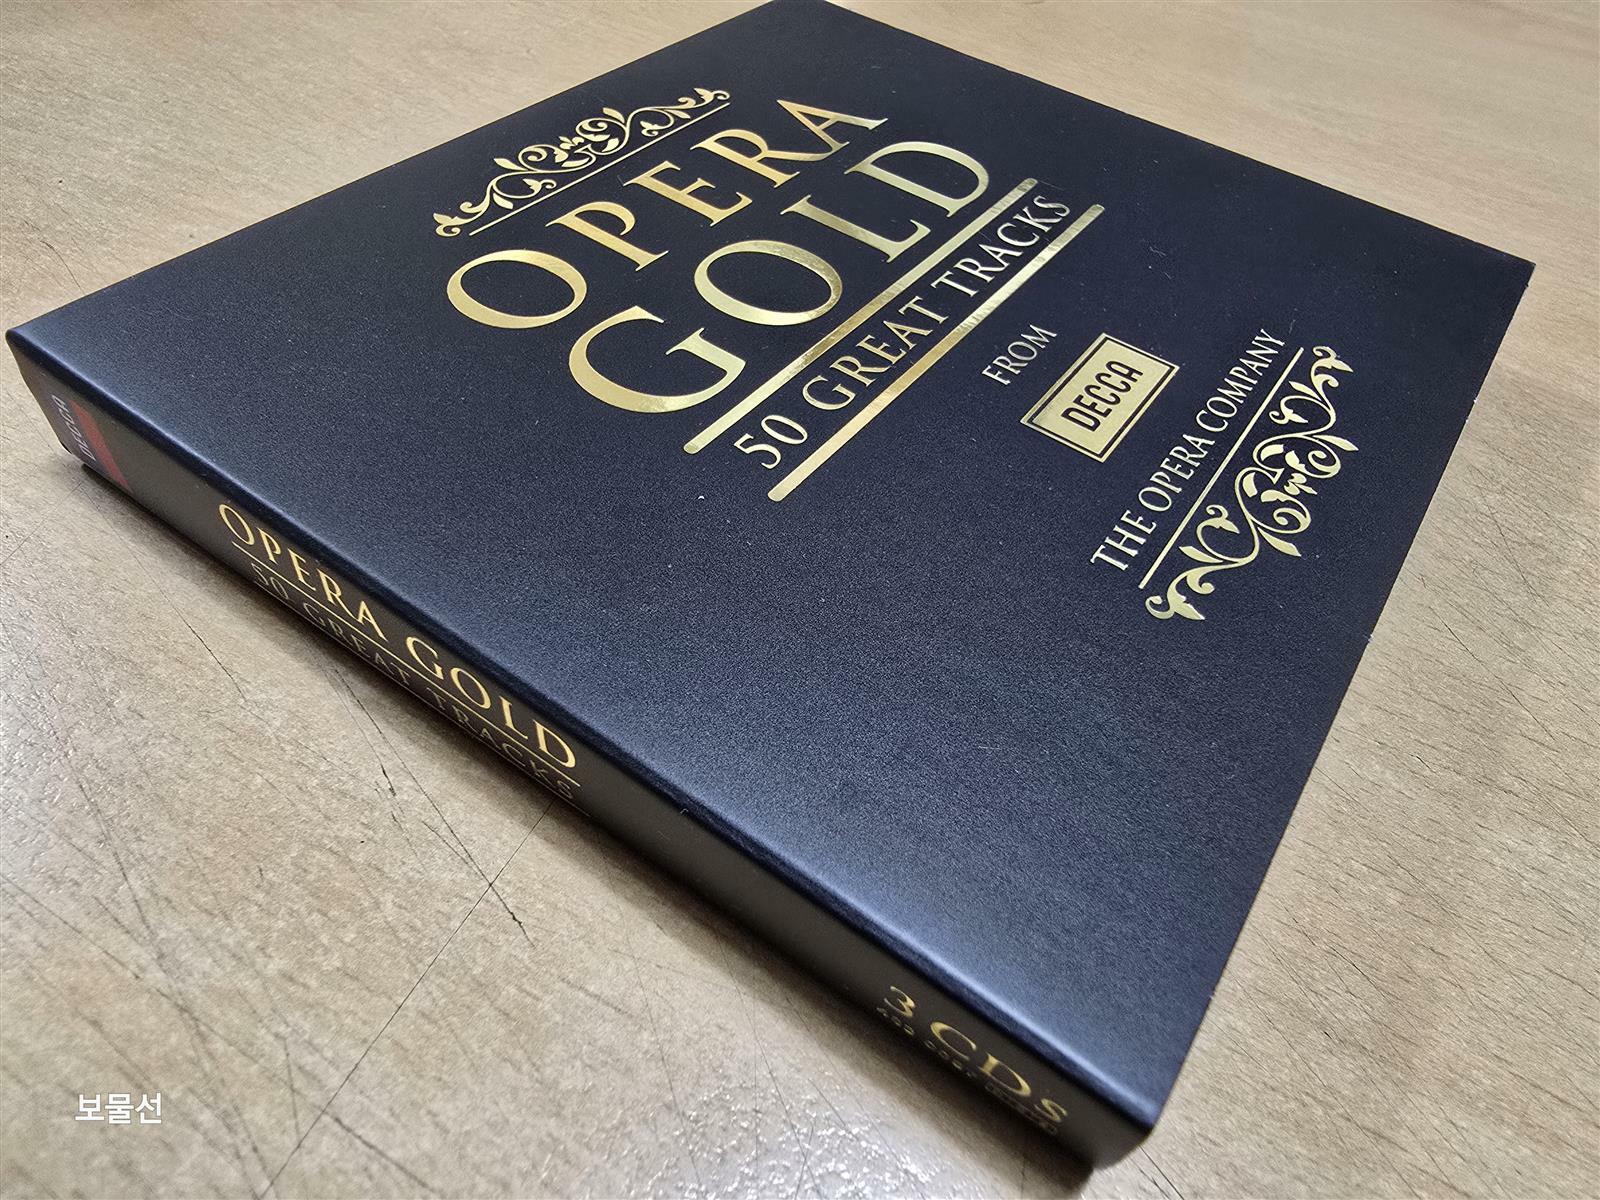 OPERA
GOLD
50 GREAT TRACKS
FROM
DECCA
THE OPERA COMPANY
DECCA
OPERA GOLD
50 GREAT TRACKS
3 CDs
보물선